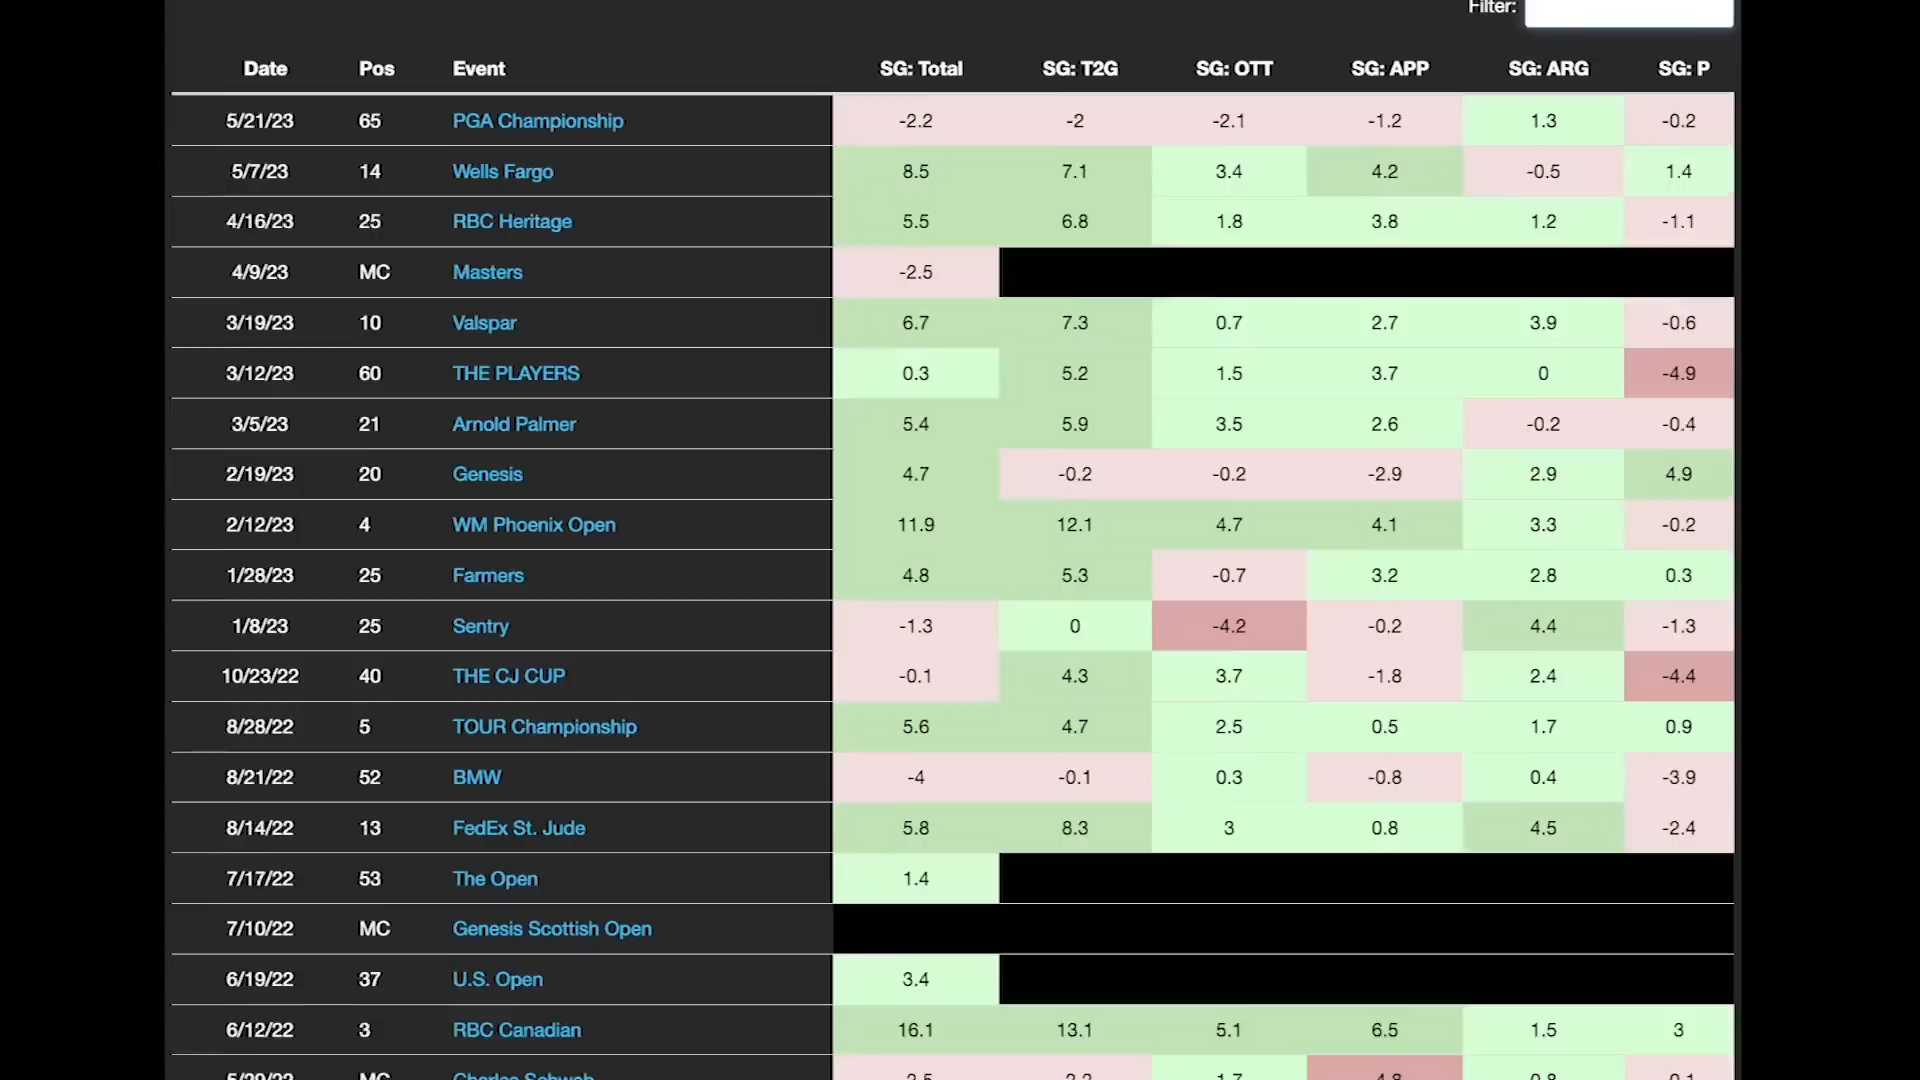 Filter:
Date Pos Event SG: Total SG: T2G SG: OTT SG: APP SG: ARG SG: P
5/21/23 65 PGA Championship -2.2 -2 -2.1 -1.2 1.3 -0.2
5/7/23 14 Wells Fargo 8.5 7.1 3.4 4.2 -0.5 1.4
4/16/23 25 RBC Heritage 5.5 6.8 1.8 3.8 1.2 -1.1
4/9/23 MC Masters -2.5
3/19/23 10 Valspar 6.7 7.3 0.7 2.7 3.9 -0.6
3/12/23 60 THE PLAYERS 0.3 5.2 1.5 3.7 0 -4.9
3/5/23 21 Arnold Palmer 5.4 5.9 3.5 2.6 -0.2 -0.4
2/19/23 20 Genesis 4.7 -0.2 -0.2 -2.9 2.9 4.9
2/12/23 4 WM Phoenix Open 11.9 12.1 4.7 4.1 3.3 -0.2
1/28/23 25 Farmers 4.8 5.3 -0.7 3.2 2.8 0.3
1/8/23 25 Sentry -1.3 0 -4.2 -0.2 4.4 -1.3
10/23/22 40 THE CJ CUP -0.1 4.3 3.7 -1.8 2.4 -4.4
8/28/22 5 TOUR Championship 5.6 4.7 2.5 0.5 1.7 0.9
8/21/22 52 BMW -4 -0.1 0.3 -0.8 0.4 -3.9
8/14/22 13 FedEx St. Jude 5.8 8.3 3 0.8 4.5 -2.4
7/17/22 53 The Open 1.4
7/10/22 MC Genesis Scottish Open
6/19/22 37 U.S. Open 3.4
6/12/22 3 RBC Canadian 16.1 13.1 5.1 6.5 1.5 3
MC Charles Schwab